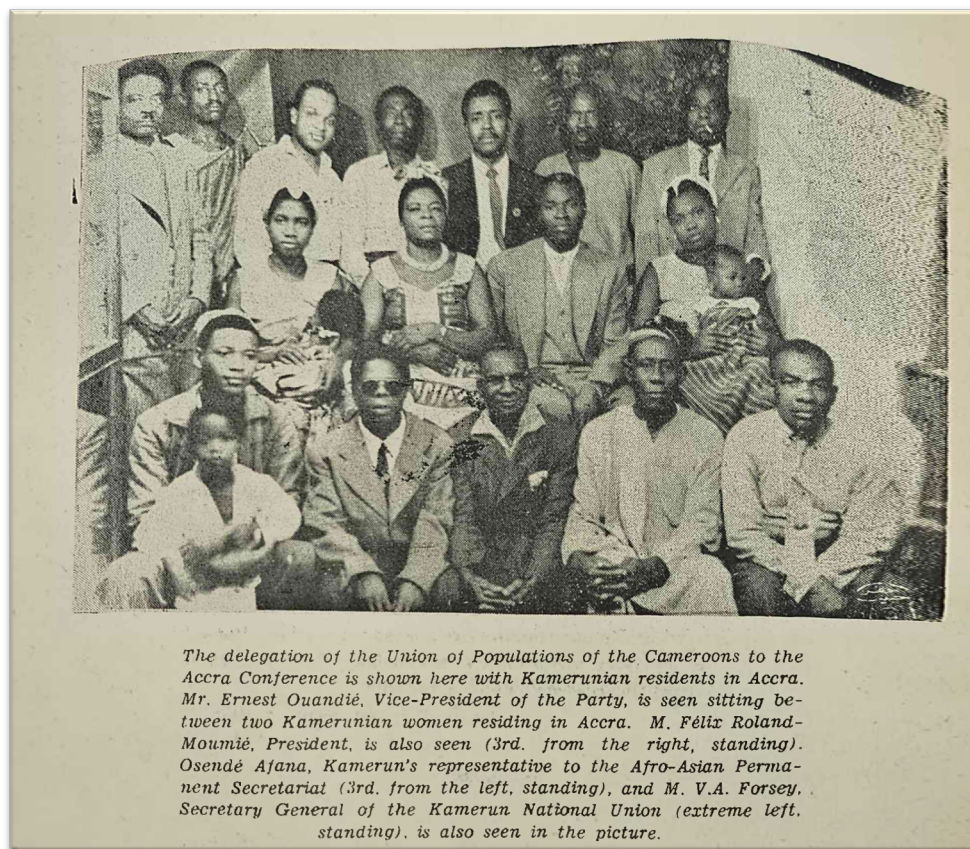 The delegation of the Union of Populations of the Cameroons to the
Accra Conference is shown here with Kamerunian residents in Accra.
Mr. Ernest Ouandié, Vice-President of the Party, is seen sitting be-
tween two Kamerunian women residing in Accra. M. Félix Roland-
Moumié, President, is also seen (3rd. from the right, standing).
Osendé Afana, Kamerun's representative to the Afro-Asian Perma-
nent Secretariat (3rd. from the left, standing), and M. V.A. Forsey,
Secretary General of the Kamerun National Union (extreme left,
standing), is also seen in the picture.